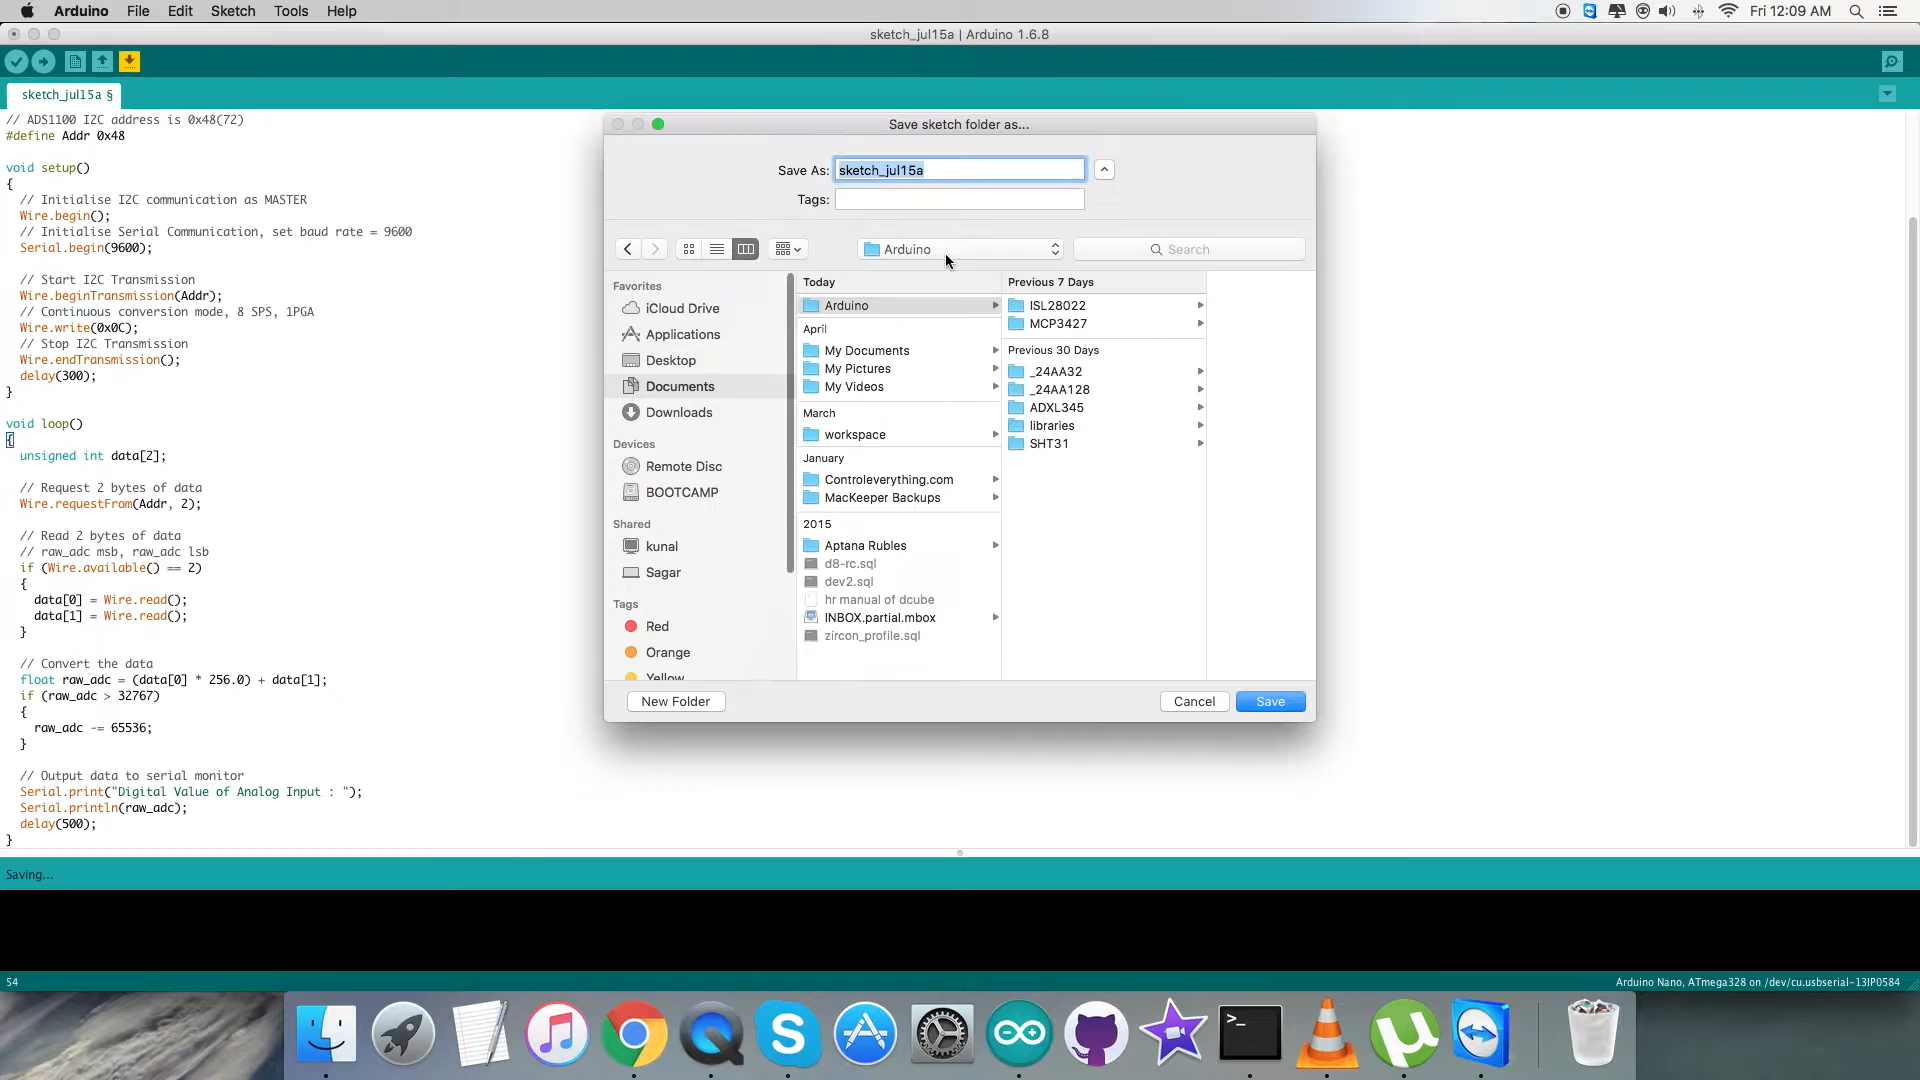 Arduino File Edit Sketch Tools Help Fri 12:09 AM
sketch_jul15a | Arduino 1.6.8
sketch_jul15a §
// ADS1100 I2C address is 0x48(72)
#define Addr 0x48
void setup()
{
// Initialise I2C communication as MASTER
Wire.begin();
// Initialise Serial Communication, set baud rate = 9600
Serial.begin(9600);
// Start I2C Transmission
Wire.beginTransmission(Addr);
// Continuous conversion mode, 8 SPS, 1PGA
Wire.write(0x0C);
// Stop I2C Transmission
Wire.endTransmission();
delay(300);
}
void loop()
{
unsigned int data[2];
// Request 2 bytes of data
Wire.requestFrom(Addr, 2);
// Read 2 bytes of data
// raw_adc msb, raw_adc lsb
if (Wire.available() == 2)
{
data[0] = Wire.read();
data[1] = Wire.read();
}
// Convert the data
float raw_adc = (data[0] * 256.0) + data[1];
if (raw_adc > 32767)
{
raw_adc -= 65536;
}
// Output data to serial monitor
Serial.print("Digital Value of Analog Input : ");
Serial.println(raw_adc);
delay(500);
}
Save sketch folder as...
Save As: sketch_jul15a
Tags:
Arduino
Search
Favorites
iCloud Drive
Applications
Desktop
Documents
Downloads
Devices
Remote Disc
BOOTCAMP
Shared
kunal
Sagar
Tags
Red
Orange
Yellow
Today
Arduino
April
My Documents
My Pictures
My Videos
March
workspace
January
Controleverything.com
MacKeeper Backups
2015
Aptana Rubles
d8-rc.sql
dev2.sql
hr manual of dcube
INBOX.partial.mbox
zircon_profile.sql
Previous 7 Days
ISL28022
MCP3427
Previous 30 Days
_24AA32
_24AA128
ADXL345
libraries
SHT31
New Folder Cancel Save
Saving...
54 Arduino Nano, ATmega328 on /dev/cu.usbserial-13IP0584